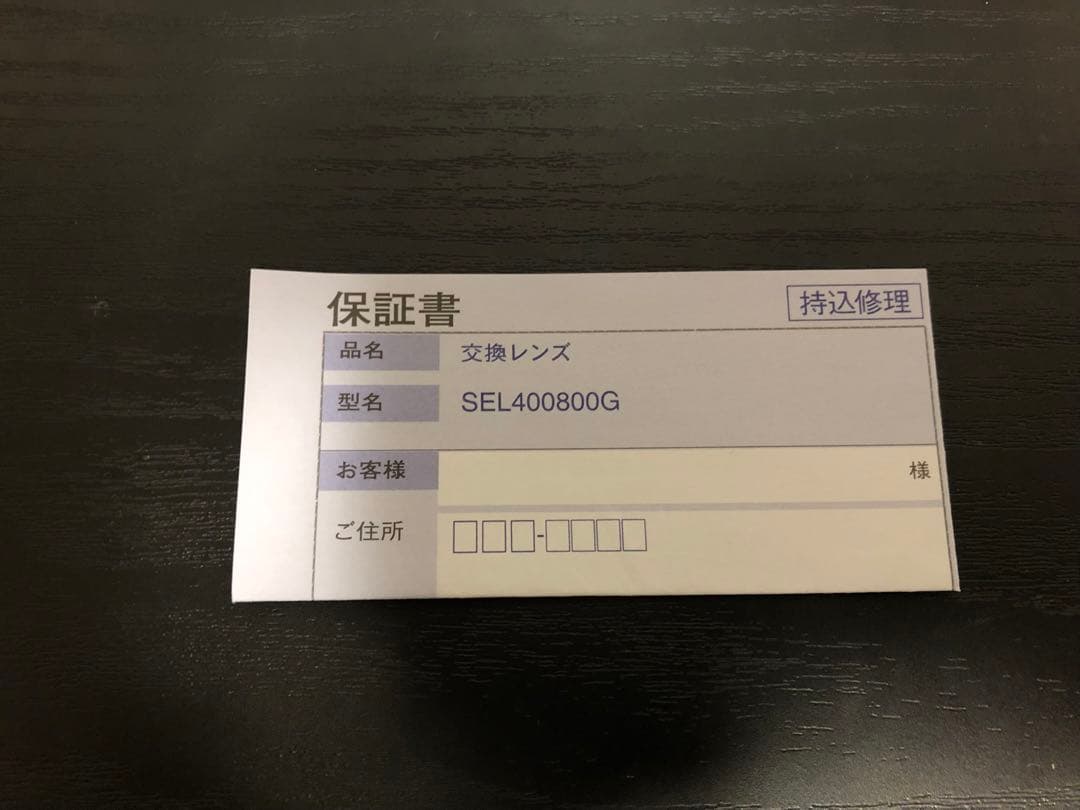 保証書
持込修理
品名 交換レンズ
型名 SEL400800G
お客様 様
ご住所 □□□-□□□□